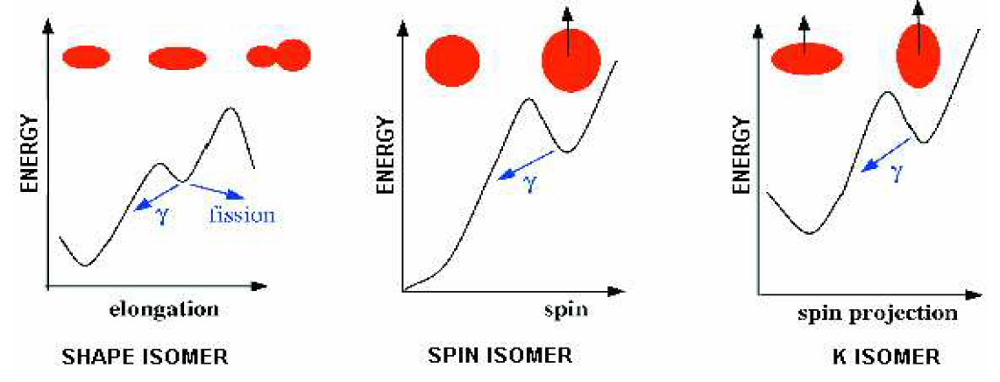 ENERGY
γ
fission
elongation
SHAPE ISOMER
ENERGY
γ
spin
SPIN ISOMER
ENERGY
γ
spin projection
K ISOMER